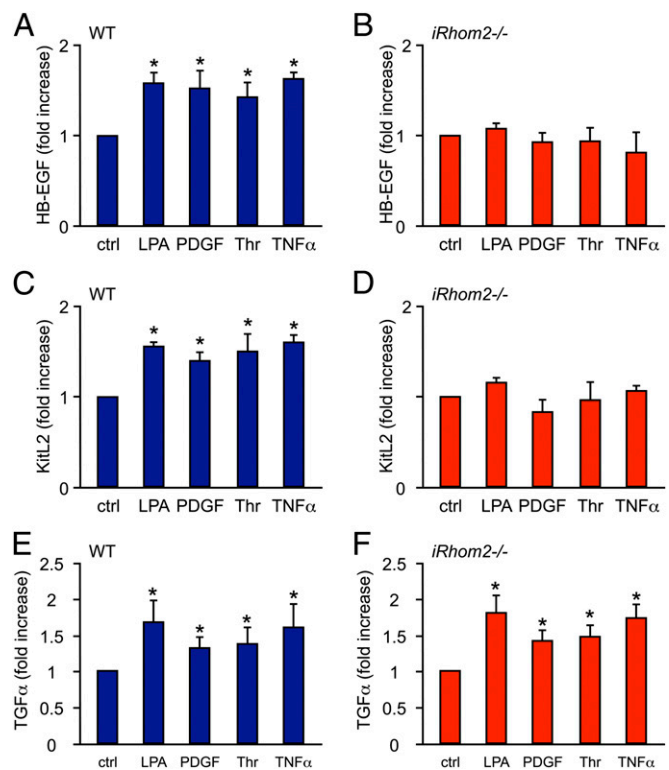 A
WT
HB-EGF (fold increase)
2
1
0
* * * *
ctrl LPA PDGF Thr TNFα
B
iRhom2-/-
HB-EGF (fold increase)
2
1
0
ctrl LPA PDGF Thr TNFα
C
WT
KitL2 (fold increase)
2
1
0
* * * *
ctrl LPA PDGF Thr TNFα
D
iRhom2-/-
KitL2 (fold increase)
2
1
0
ctrl LPA PDGF Thr TNFα
E
WT
TGFα (fold increase)
2.5
2
1.5
1
0.5
0
* * * *
ctrl LPA PDGF Thr TNFα
F
iRhom2-/-
TGFα (fold increase)
2.5
2
1.5
1
0.5
0
* * * *
ctrl LPA PDGF Thr TNFα